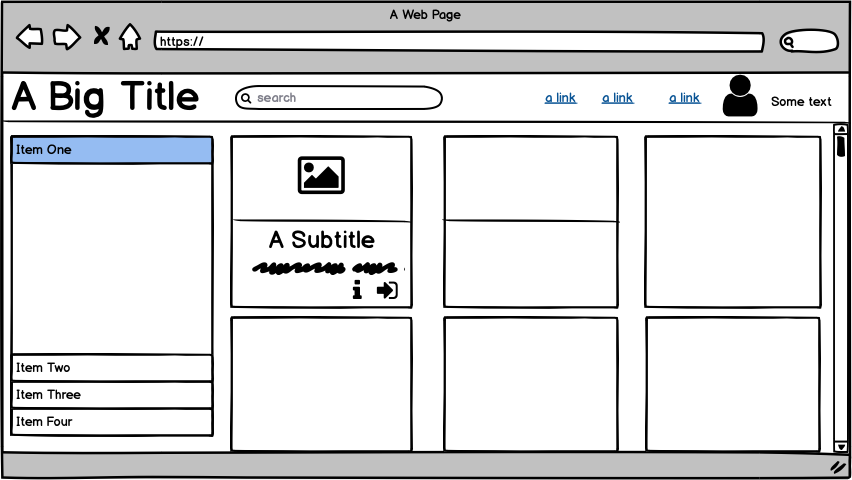 A Web Page
https://
A Big Title
search
a link
a link
a link
Some text
Item One
A Subtitle
Item Two
Item Three
Item Four